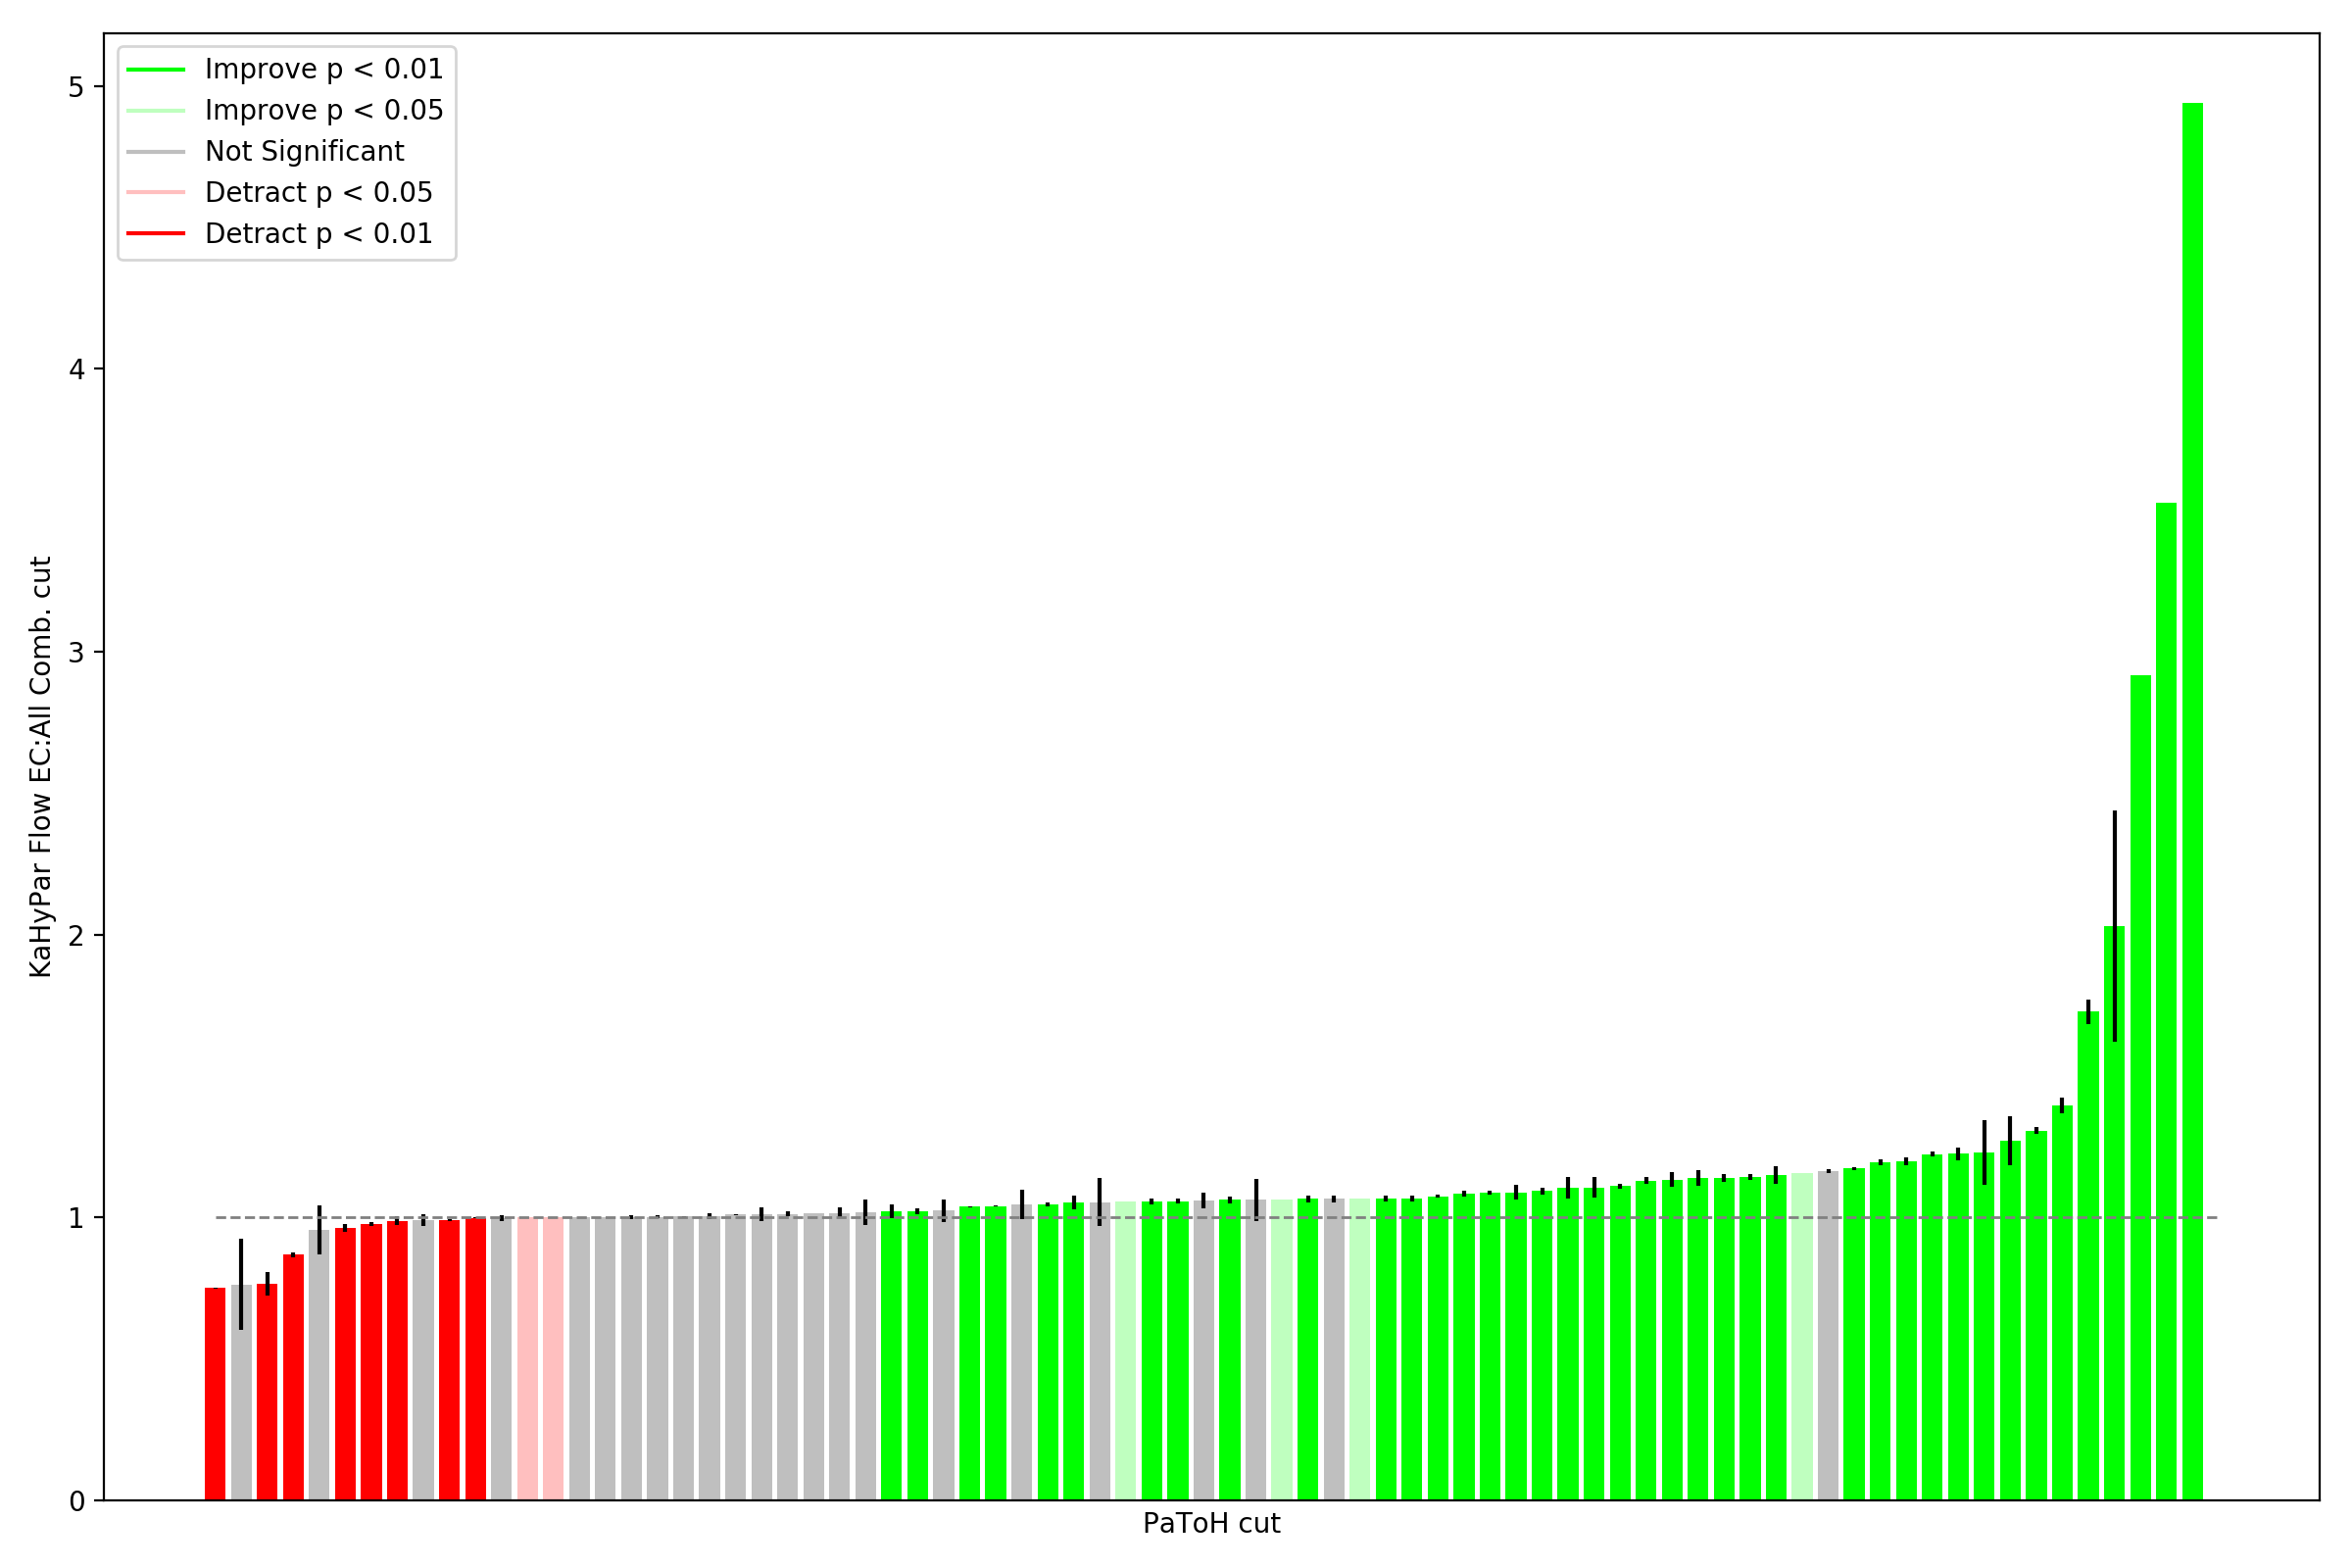 Improve p < 0.01
Improve p < 0.05
Not Significant
Detract p < 0.05
Detract p < 0.01
5
4
3
2
1
0
KaHyPar Flow EC:All Comb. cut
PaToH cut